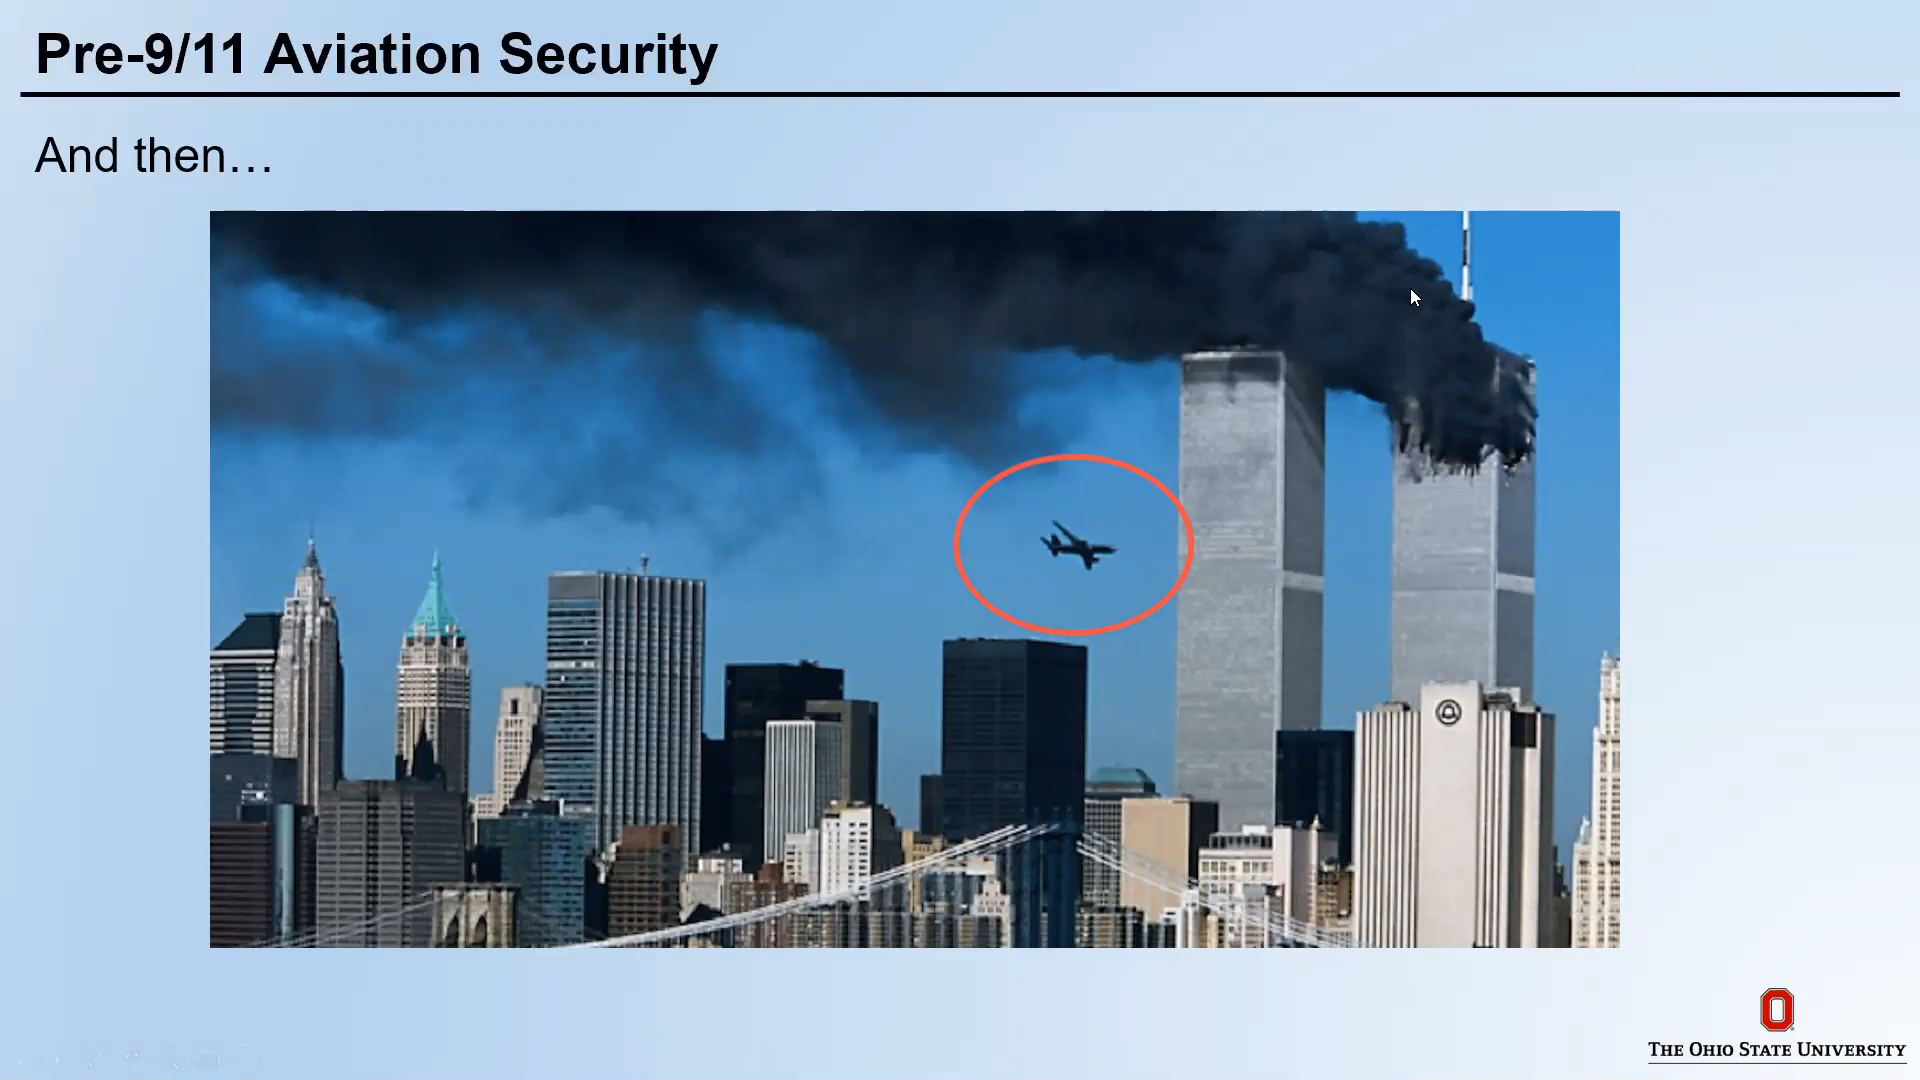 Pre-9/11 Aviation Security
And then…
THE OHIO STATE UNIVERSITY